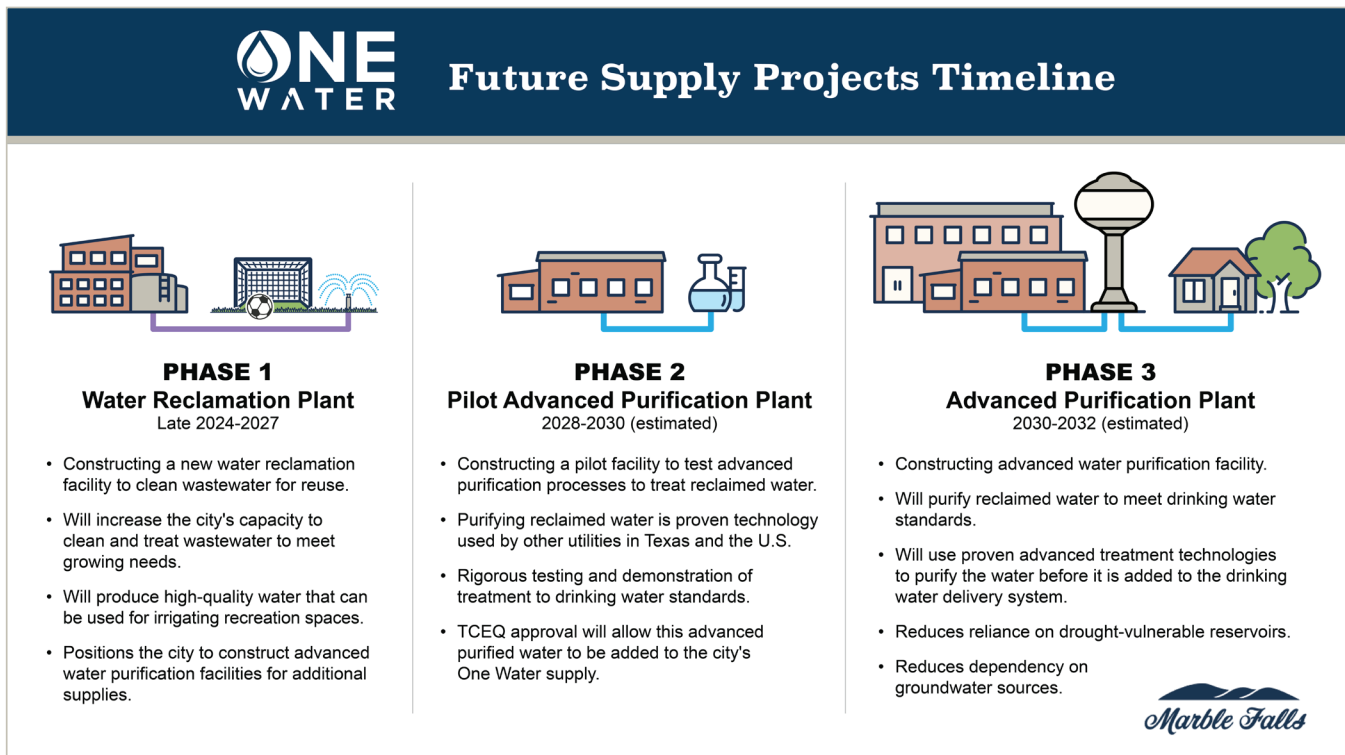 ONE
WATER
Future Supply Projects Timeline
PHASE 1
Water Reclamation Plant
Late 2024-2027
• Constructing a new water reclamation
facility to clean wastewater for reuse.
• Will increase the city's capacity to
clean and treat wastewater to meet
growing needs.
• Will produce high-quality water that can
be used for irrigating recreation spaces.
• Positions the city to construct advanced
water purification facilities for additional
supplies.
PHASE 2
Pilot Advanced Purification Plant
2028-2030 (estimated)
• Constructing a pilot facility to test advanced
purification processes to treat reclaimed water.
• Purifying reclaimed water is proven technology
used by other utilities in Texas and the U.S.
• Rigorous testing and demonstration of
treatment to drinking water standards.
• TCEQ approval will allow this advanced
purified water to be added to the city's
One Water supply.
PHASE 3
Advanced Purification Plant
2030-2032 (estimated)
• Constructing advanced water purification facility.
• Will purify reclaimed water to meet drinking water
standards.
• Will use proven advanced treatment technologies
to purify the water before it is added to the drinking
water delivery system.
• Reduces reliance on drought-vulnerable reservoirs.
• Reduces dependency on
groundwater sources.
Marble Falls